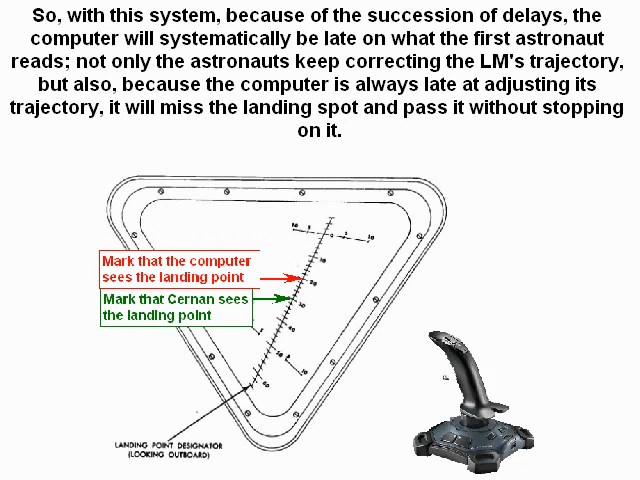 So, with this system, because of the succession of delays, the
computer will systematically be late on what the first astronaut
reads; not only the astronauts keep correcting the LM's trajectory,
but also, because the computer is always late at adjusting its
trajectory, it will miss the landing spot and pass it without stopping
on it.
Mark that the computer
sees the landing point
Mark that Cernan sees
the landing point
LANDING POINT DESIGNATOR
(LOOKING OUTBOARD)